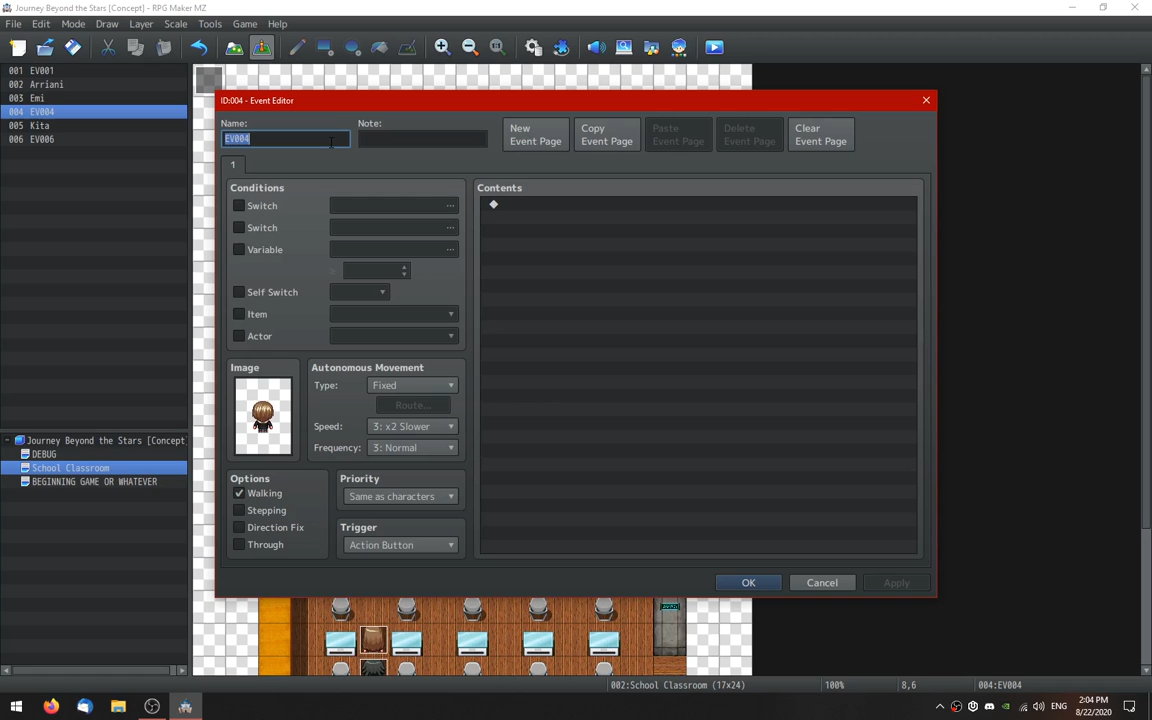 Journey Beyond the Stars [Concept] - RPG Maker MZ
File Edit Mode Draw Layer Scale Tools Game Help
001 EV001
002 Arriani
003 Emi
004 EV004
005 Kita
006 EV006
ID:004 - Event Editor
Name:
Note:
EV004
New
Event Page
Copy
Event Page
Paste
Event Page
Delete
Event Page
Clear
Event Page
1
Conditions
Switch
Switch
Variable
≥
Self Switch
Item
Actor
Image
Autonomous Movement
Type: Fixed
Route...
Speed: 3: x2 Slower
Frequency: 3: Normal
Options
Walking
Stepping
Direction Fix
Through
Priority
Same as characters
Trigger
Action Button
Contents
OK Cancel Apply
Journey Beyond the Stars [Concept
DEBUG
School Classroom
BEGINNING GAME OR WHATEVER
002:School Classroom (17x24) 100% 8,6 004:EV004
ENG
2:04 PM
8/22/2020